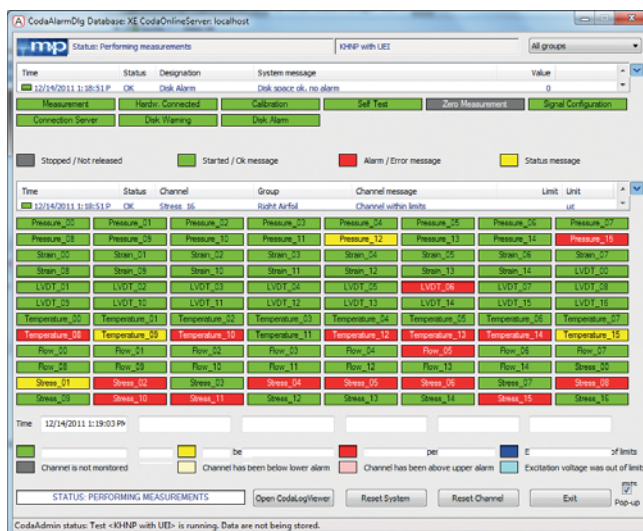 CodaAlarmDlg Database: XE CodaOnlineServer: localhost
mp Status: Performing measurements KHNP with UEI All groups
Time Status Designation System message Value
12/14/2011 1:18:51 P OK Disk Alarm Disk space ok, no alarm 0
Measurement Hardw. Connected Calibration Self Test Zero Measurement Signal Configuration
Connection Server Disk Warning Disk Alarm
Stopped / Not released Started / Ok message Alarm / Error message Status message
Time Status Channel Group Channel message Limit Unit
12/14/2011 1:18:51 P OK Stress_16 Right Airfoil Channel within limits
Pressure_00 Pressure_01 Pressure_02 Pressure_03 Pressure_04 Pressure_05 Pressure_06 Pressure_07
Pressure_08 Pressure_09 Pressure_10 Pressure_11 Pressure_12 Pressure_13 Pressure_14 Pressure_15
Strain_00 Strain_01 Strain_02 Strain_03 Strain_04 Strain_05 Strain_06 Strain_07
Strain_08 Strain_09 Strain_10 Strain_11 Strain_12 Strain_13 Strain_14 LVDT_00
LVDT_01 LVDT_02 LVDT_03 LVDT_04 LVDT_05 LVDT_06 LVDT_07 LVDT_08
LVDT_09 LVDT_10 LVDT_11 LVDT_12 LVDT_13 LVDT_14 LVDT_15 LVDT_16
Temperature_00 Temperature_01 Temperature_02 Temperature_03 Temperature_04 Temperature_05 Temperature_06 Temperature_07
Temperature_08 Temperature_09 Temperature_10 Temperature_11 Temperature_12 Temperature_13 Temperature_14 Temperature_15
Flow_00 Flow_01 Flow_02 Flow_03 Flow_04 Flow_05 Flow_06 Flow_07
Flow_08 Flow_09 Flow_10 Flow_11 Flow_12 Flow_13 Flow_14 Stress_00
Stress_01 Stress_02 Stress_03 Stress_04 Stress_05 Stress_06 Stress_07 Stress_08
Stress_09 Stress_10 Stress_11 Stress_12 Stress_13 Stress_14 Stress_15 Stress_16
Time 12/14/2011 1:19:03 PM
be per E of limits
Channel is not monitored Channel has been below lower alarm Channel has been above upper alarm Excitation voltage was out of limit
STATUS: PERFORMING MEASUREMENTS Open CodaLogViewer Reset System Reset Channel Exit Pop-up
CodaAdmin status: Test <KHNP with UEI> is running. Data are not being stored.